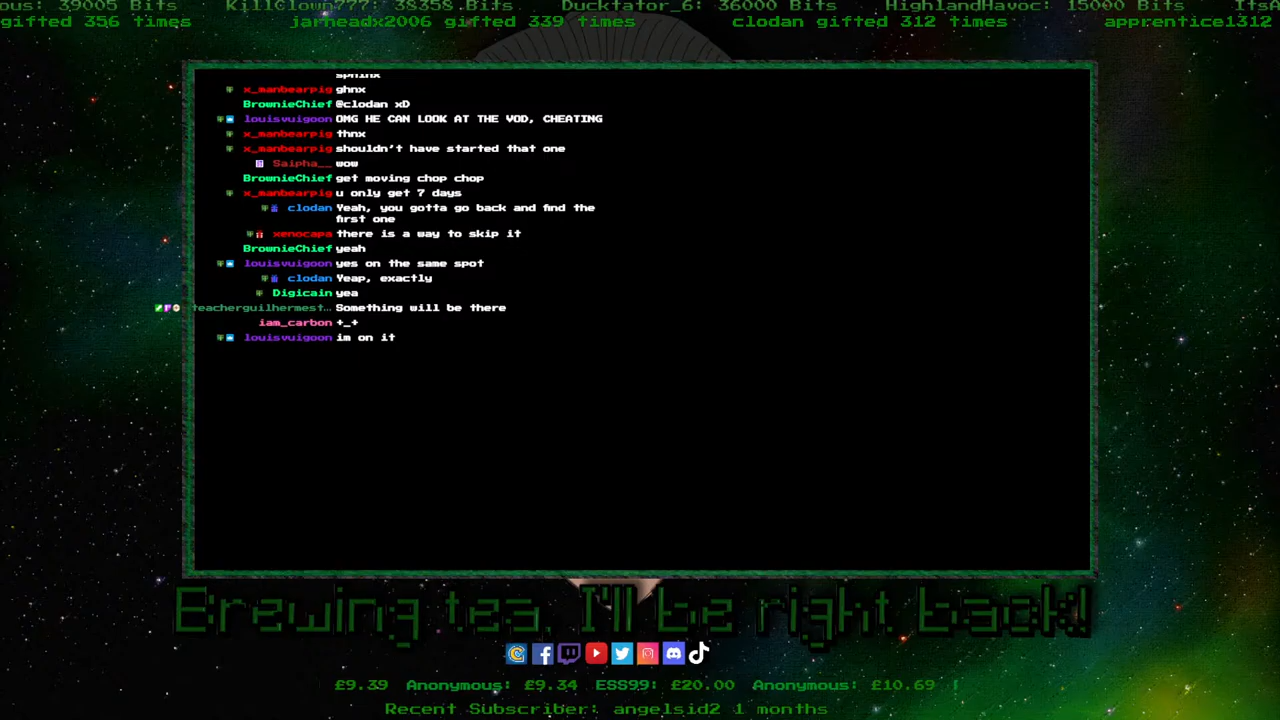 ous: 39005 Bits KillClown777: 38358 Bits Ducktator_6: 36000 Bits HighlandHavoc: 15000 Bits ItsA
gifted 356 times jarheadx2006 gifted 339 times clodan gifted 312 times apprentice1312
sphinx
x_manbearpig ghnx
BrownieChief @clodan xD
louisvuigoon OMG HE CAN LOOK AT THE VOD, CHEATING
x_manbearpig thnx
x_manbearpig shouldn't have started that one
Saipha__ wow
BrownieChief get moving chop chop
x_manbearpig u only get 7 days
clodan Yeah, you gotta go back and find the
first one
xenocapa there is a way to skip it
BrownieChief yeah
louisvuigoon yes on the same spot
clodan Yeap, exactly
Digicain yea
teacherguilhermest... Something will be there
iam_carbon +_+
louisvuigoon im on it
Brewing tea, I'll be right back!
£9.39 Anonymous: £9.34 ESS99: £20.00 Anonymous: £10.69
Recent Subscriber: angelsid2 1 months